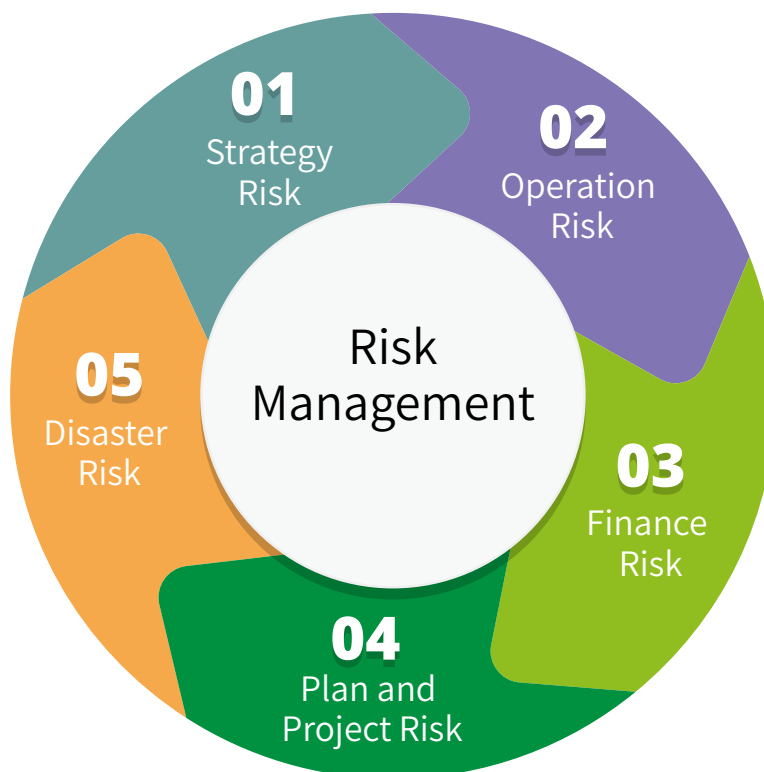 Risk
Management
01
Strategy
Risk
02
Operation
Risk
03
Finance
Risk
04
Plan and
Project Risk
05
Disaster
Risk